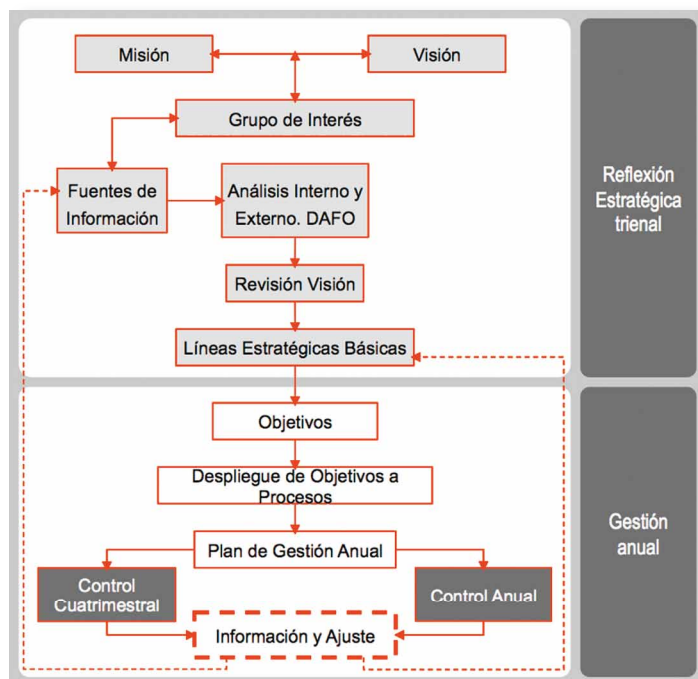 Misión
Visión
Grupo de Interés
Fuentes de
Información
Análisis Interno y
Externo. DAFO
Revisión Visión
Líneas Estratégicas Básicas
Reflexión
Estratégica
trienal
Objetivos
Despliegue de Objetivos a
Procesos
Plan de Gestión Anual
Control
Cuatrimestral
Control Anual
Información y Ajuste
Gestión
anual